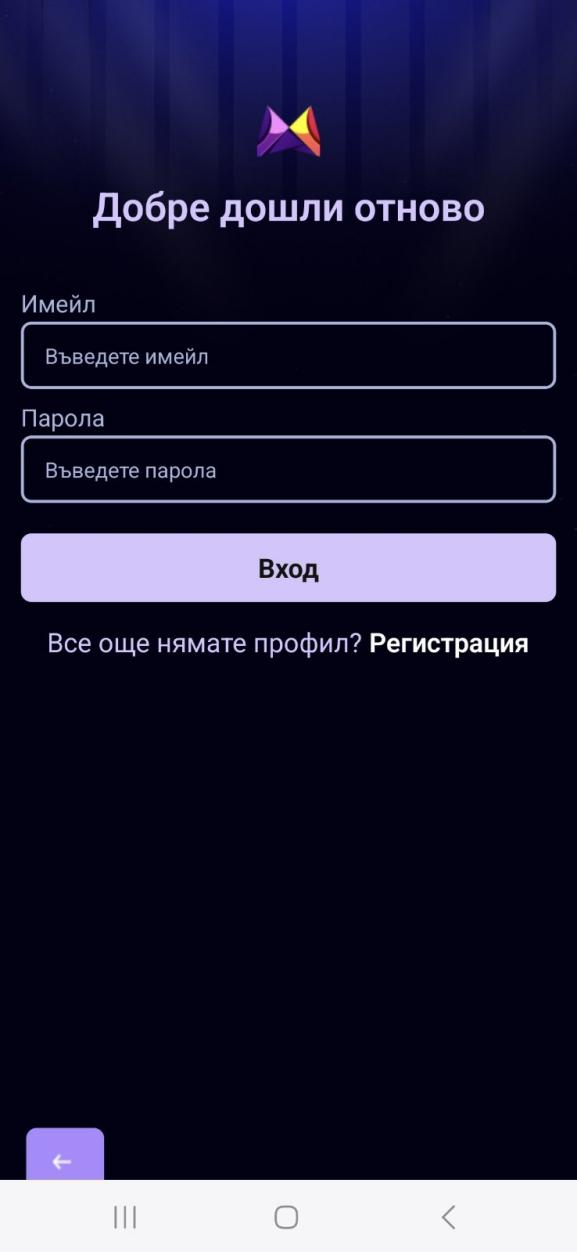 Добре дошли отново
Имейл
Въведете имейл
Парола
Въведете парола
Вход
Все още нямате профил? Регистрация